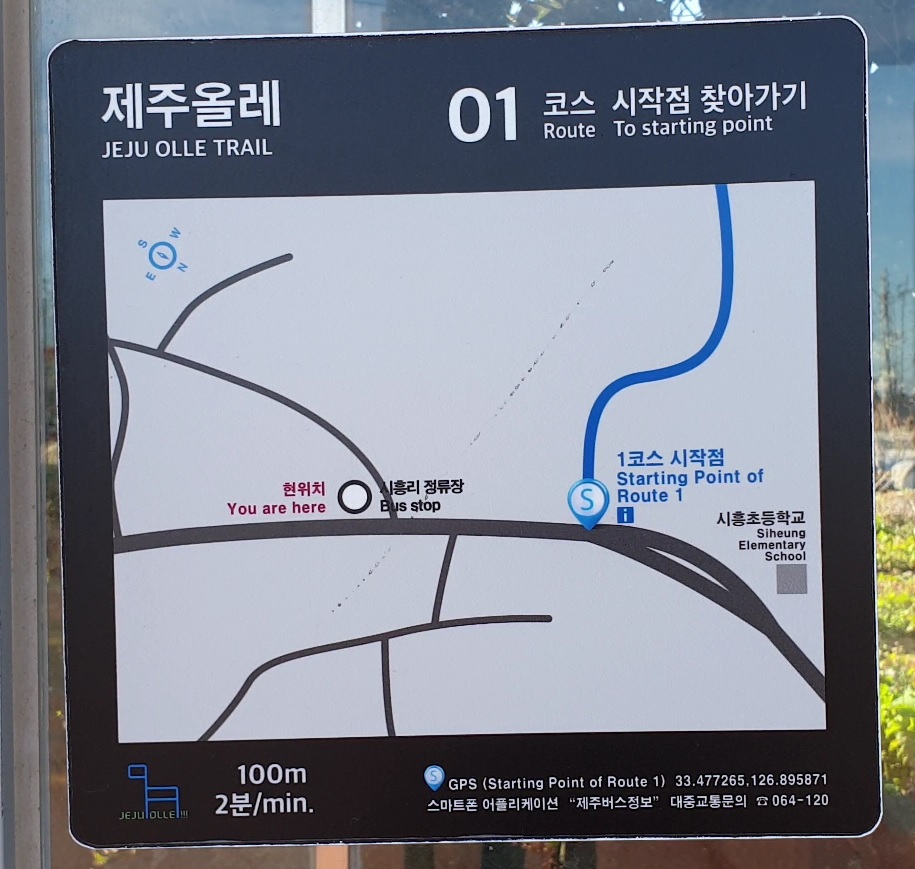 제주올레
JEJU OLLE TRAIL
01 코스 시작점 찾아가기
Route To starting point
S W
E N
현위치
You are here
시흥리 정류장
Bus stop
S
1코스 시작점
Starting Point of
Route 1
i
시흥초등학교
Siheung
Elementary
School
JEJU OLLE
100m
2분/min.
S GPS (Starting Point of Route 1) 33.477265,126.895871
스마트폰 어플리케이션 “제주버스정보” 대중교통문의 ☎064-120